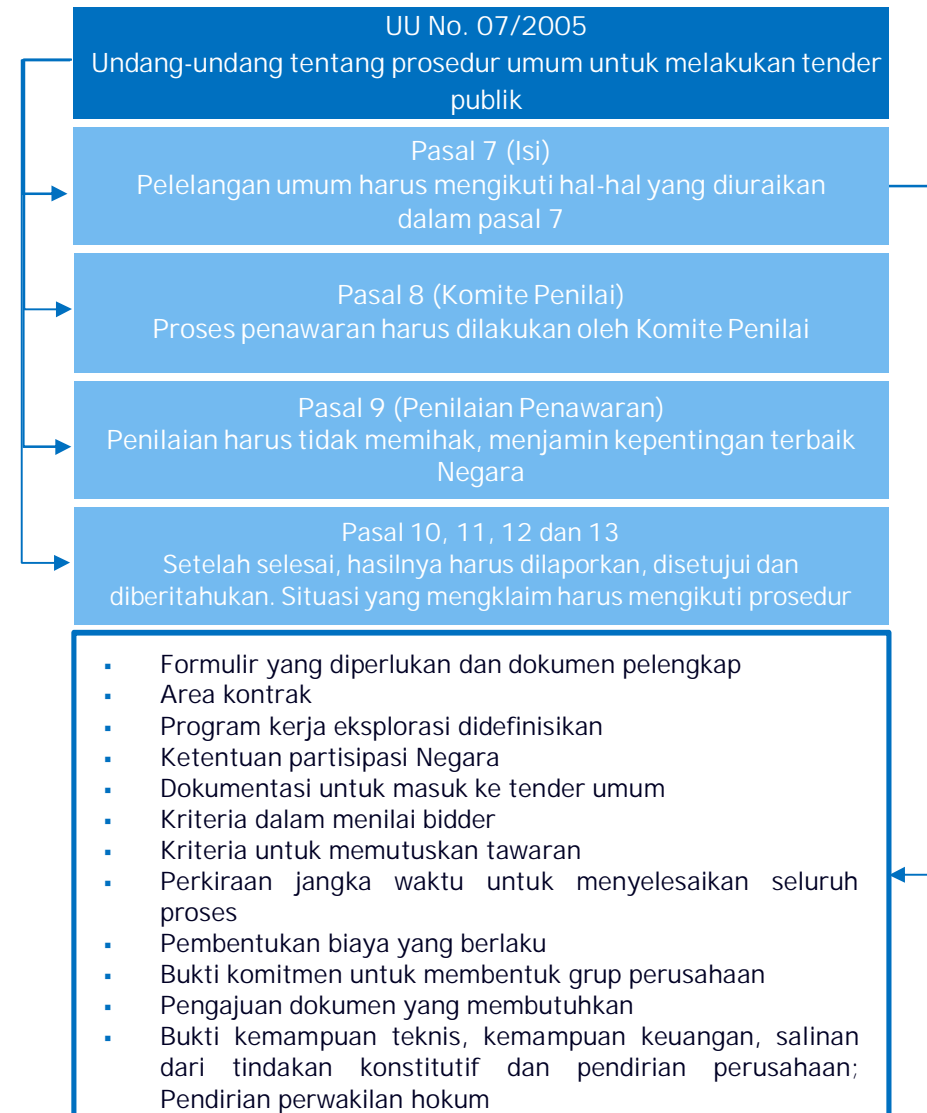 UU No. 07/2005
Undang-undang tentang prosedur umum untuk melakukan tender
publik
Pasal 7 (Isi)
Pelelangan umum harus mengikuti hal-hal yang diuraikan
dalam pasal 7
Pasal 8 (Komite Penilai)
Proses penawaran harus dilakukan oleh Komite Penilai
Pasal 9 (Penilaian Penawaran)
Penilaian harus tidak memihak, menjamin kepentingan terbaik
Negara
Pasal 10, 11, 12 dan 13
Setelah selesai, hasilnya harus dilaporkan, disetujui dan
diberitahukan. Situasi yang mengklaim harus mengikuti prosedur
▪ Formulir yang diperlukan dan dokumen pelengkap
▪ Area kontrak
▪ Program kerja eksplorasi didefinisikan
▪ Ketentuan partisipasi Negara
▪ Dokumentasi untuk masuk ke tender umum
▪ Kriteria dalam menilai bidder
▪ Kriteria untuk memutuskan tawaran
▪ Perkiraan jangka waktu untuk menyelesaikan seluruh
proses
▪ Pembentukan biaya yang berlaku
▪ Bukti komitmen untuk membentuk grup perusahaan
▪ Pengajuan dokumen yang membutuhkan
▪ Bukti kemampuan teknis, kemampuan keuangan, salinan
dari tindakan konstitutif dan pendirian perusahaan;
Pendirian perwakilan hokum